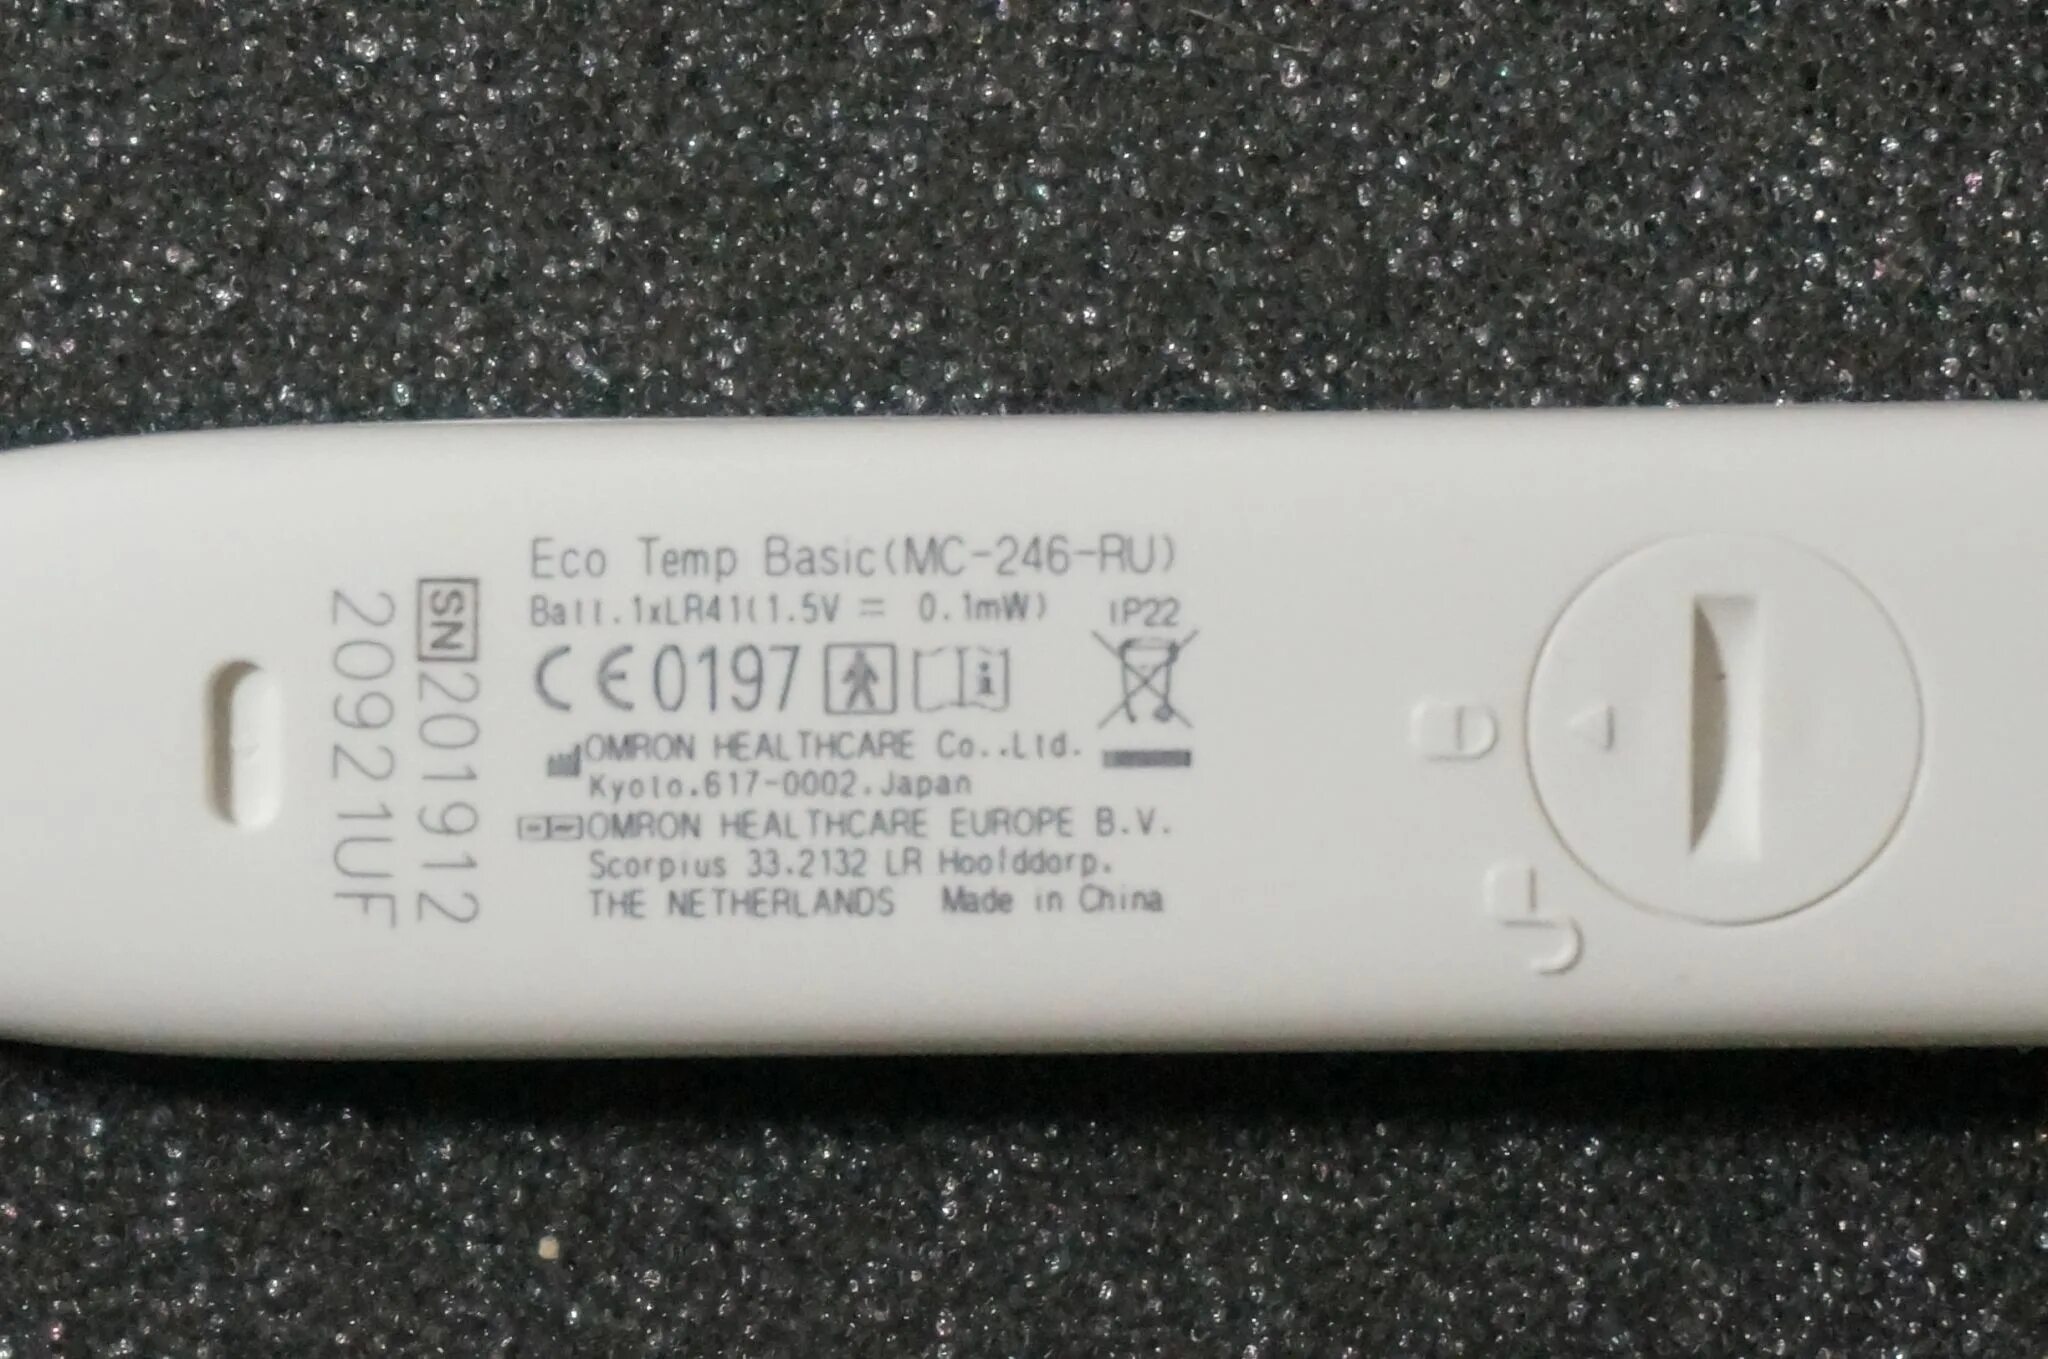 Eco Temp Basic(MC-246-RU)
Batt.1xLR41(1.5V = 0.1mW) IP22
CE0197
OMRON HEALTHCARE Co.,Ltd.
Kyoto.617-0002.Japan
EC REP OMRON HEALTHCARE EUROPE B.V.
Scorpius 33.2132 LR Hoofddorp.
THE NETHERLANDS Made in China
SN 201912
20921UF